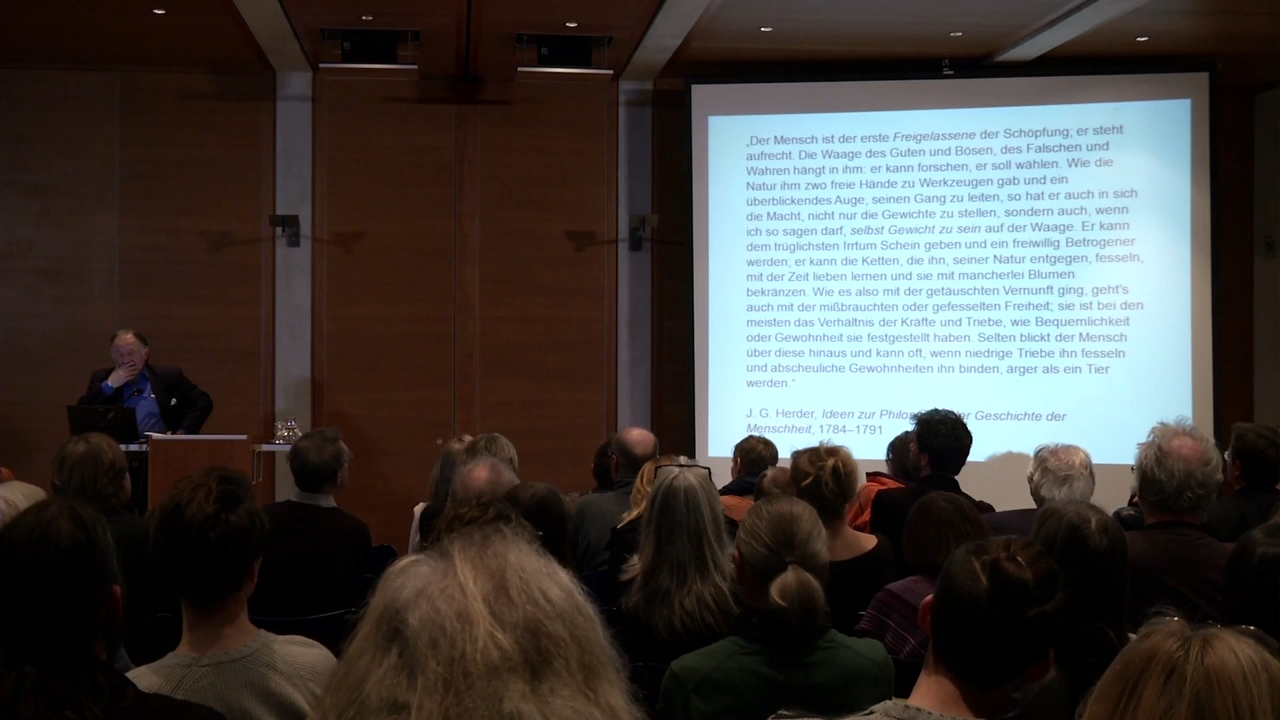 „Der Mensch ist der erste Freigelassene der Schöpfung; er steht
aufrecht. Die Waage des Guten und Bösen, des Falschen und
Wahren hängt in ihm: er kann forschen, er soll wählen. Wie die
Natur ihm zwo freie Hände zu Werkzeugen gab und ein
überblickendes Auge, seinen Gang zu leiten, so hat er auch in sich
die Macht, nicht nur die Gewichte zu stellen, sondern auch, wenn
ich so sagen darf, selbst Gewicht zu sein auf der Waage. Er kann
dem trüglichsten Irrtum Schein geben und ein freiwillig Betrogener
werden; er kann die Ketten, die ihn, seiner Natur entgegen, fesseln,
mit der Zeit lieben lernen und sie mit mancherlei Blumen
bekränzen. Wie es also mit der getäuschten Vernunft ging, geht's
auch mit der mißbrauchten oder gefesselten Freiheit; sie ist bei den
meisten das Verhältnis der Kräfte und Triebe, wie Bequemlichkeit
oder Gewohnheit sie festgestellt haben. Selten blickt der Mensch
über diese hinaus und kann oft, wenn niedrige Triebe ihn fesseln
und abscheuliche Gewohnheiten ihn binden, ärger als ein Tier
werden.“
J. G. Herder, Ideen zur Geschichte der
Menschheit, 1784–1791